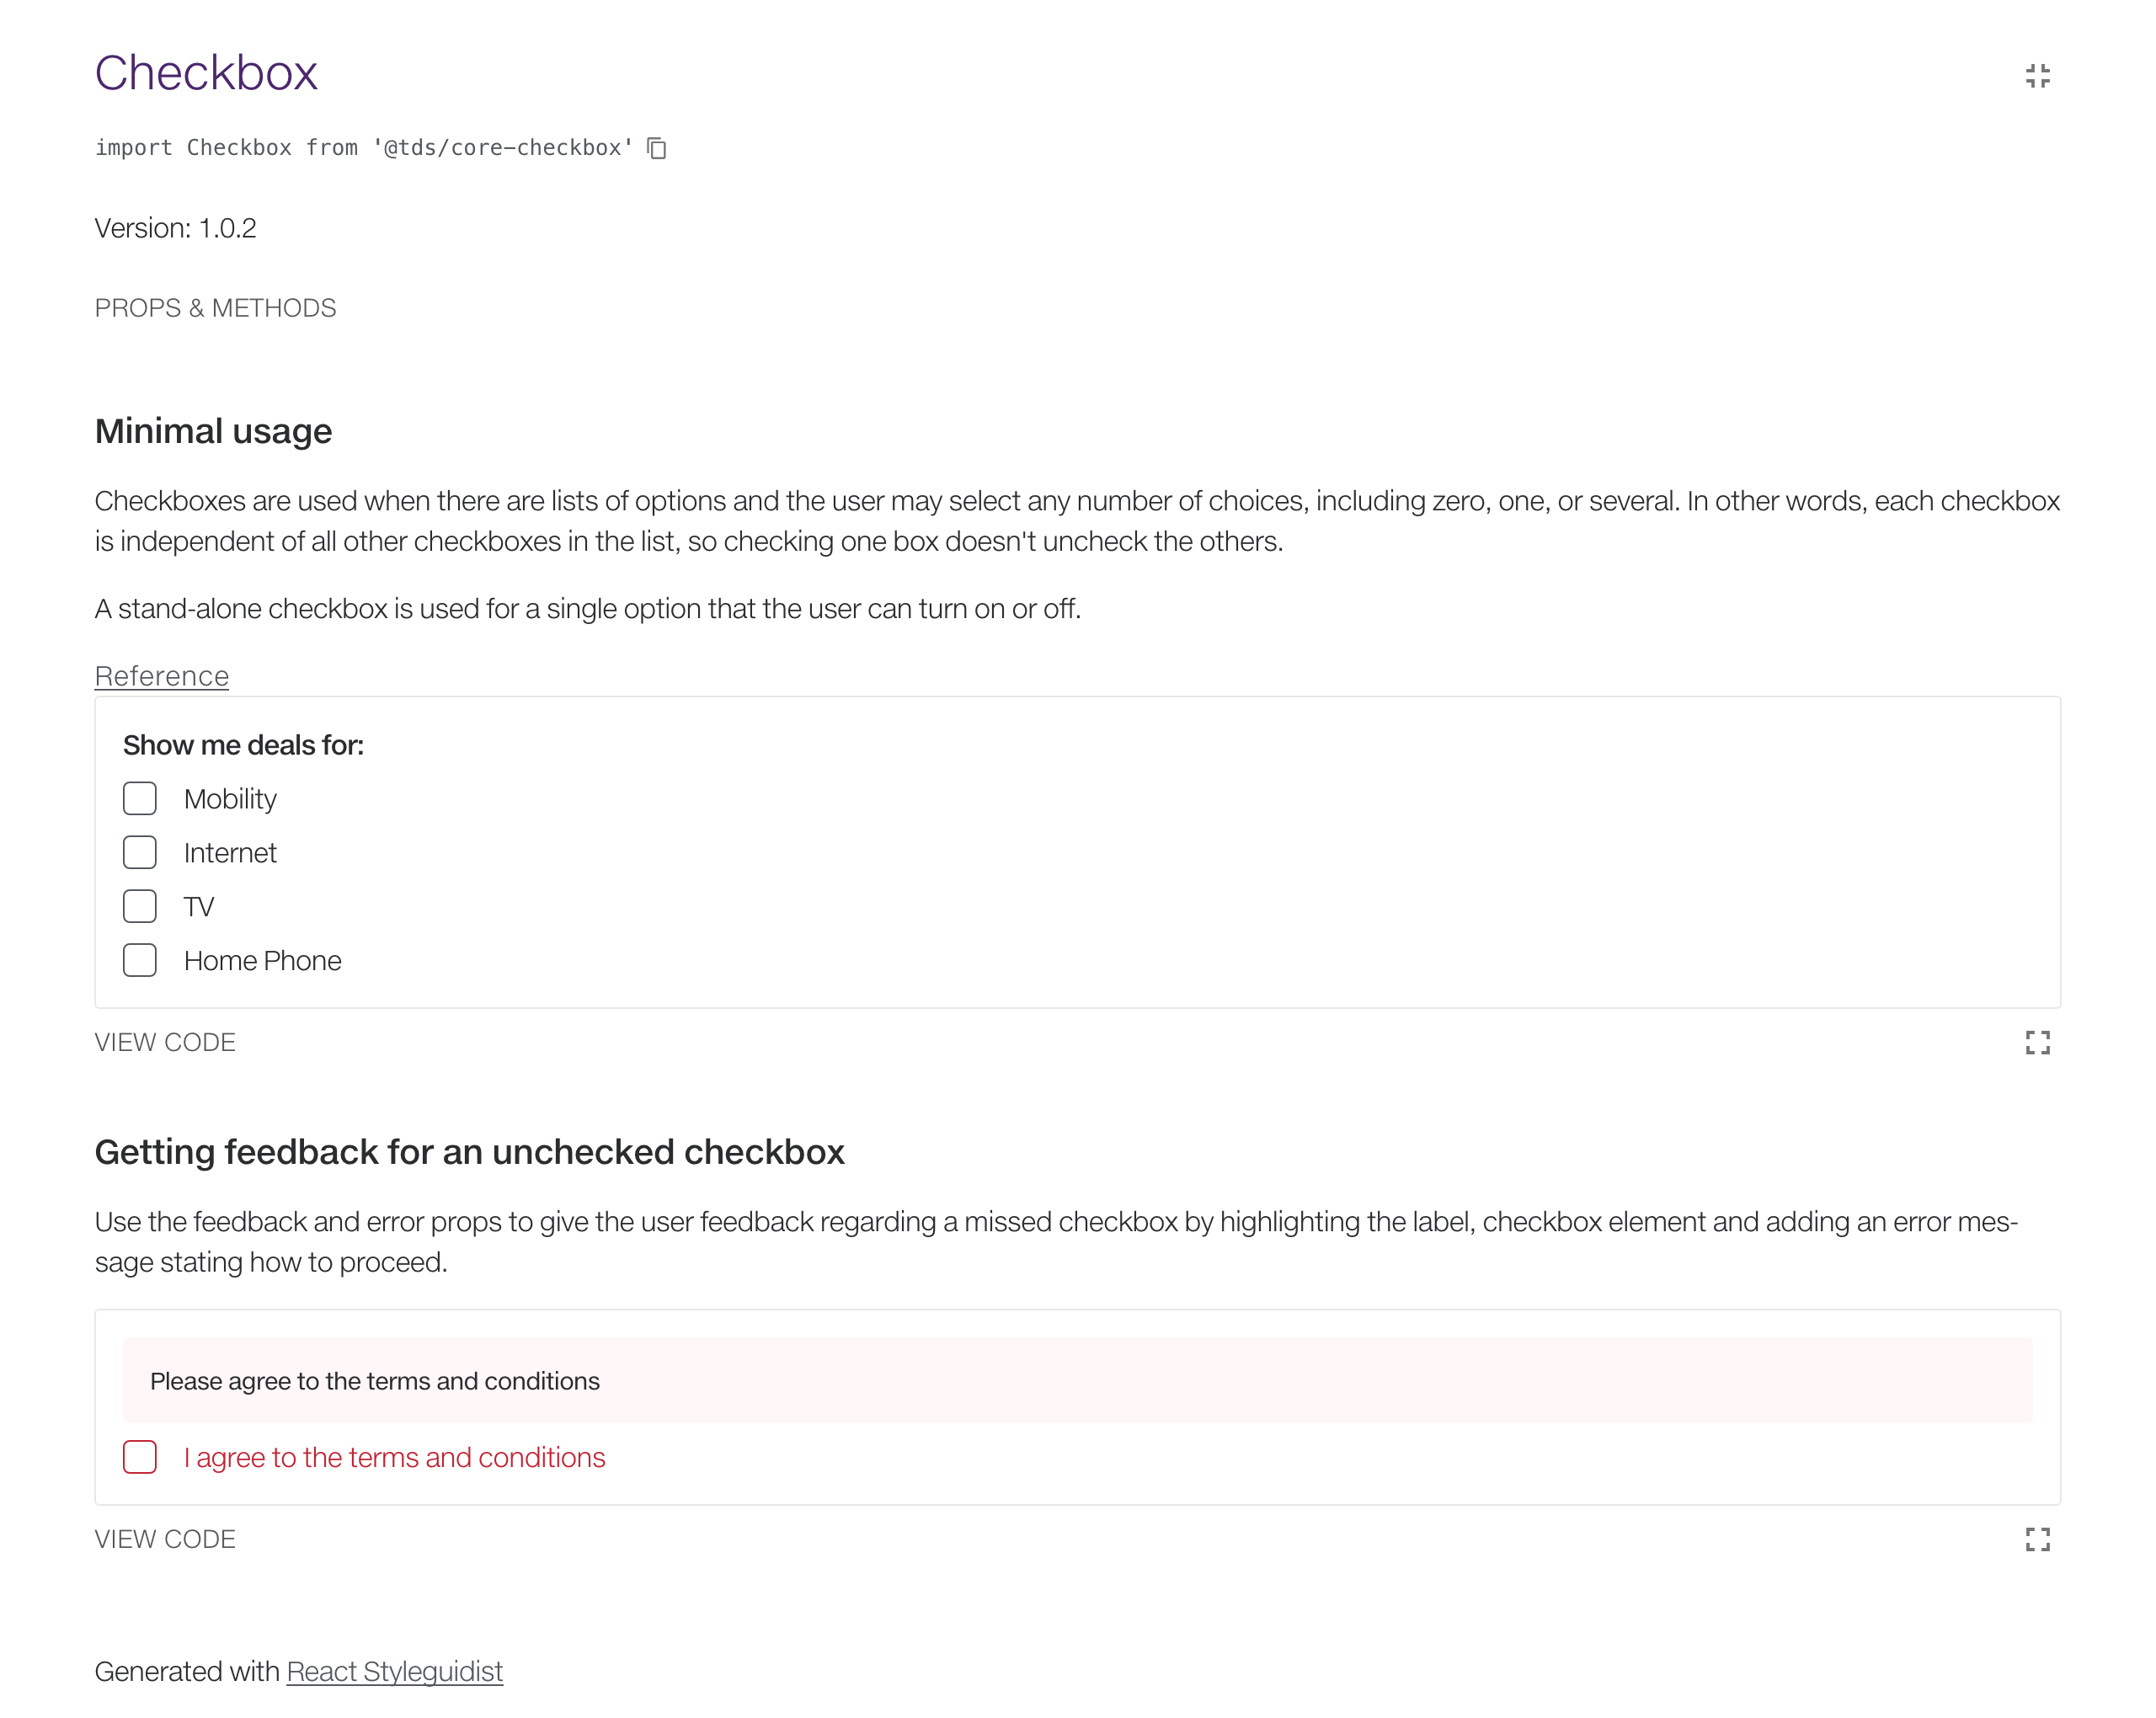 Checkbox
import Checkbox from '@tds/core-checkbox'
Version: 1.0.2
PROPS & METHODS
Minimal usage
Checkboxes are used when there are lists of options and the user may select any number of choices, including zero, one, or several. In other words, each checkbox
is independent of all other checkboxes in the list, so checking one box doesn't uncheck the others.
A stand-alone checkbox is used for a single option that the user can turn on or off.
Reference
Show me deals for:
Mobility
Internet
TV
Home Phone
VIEW CODE
Getting feedback for an unchecked checkbox
Use the feedback and error props to give the user feedback regarding a missed checkbox by highlighting the label, checkbox element and adding an error mes-
sage stating how to proceed.
Please agree to the terms and conditions
I agree to the terms and conditions
VIEW CODE
Generated with React Styleguidist